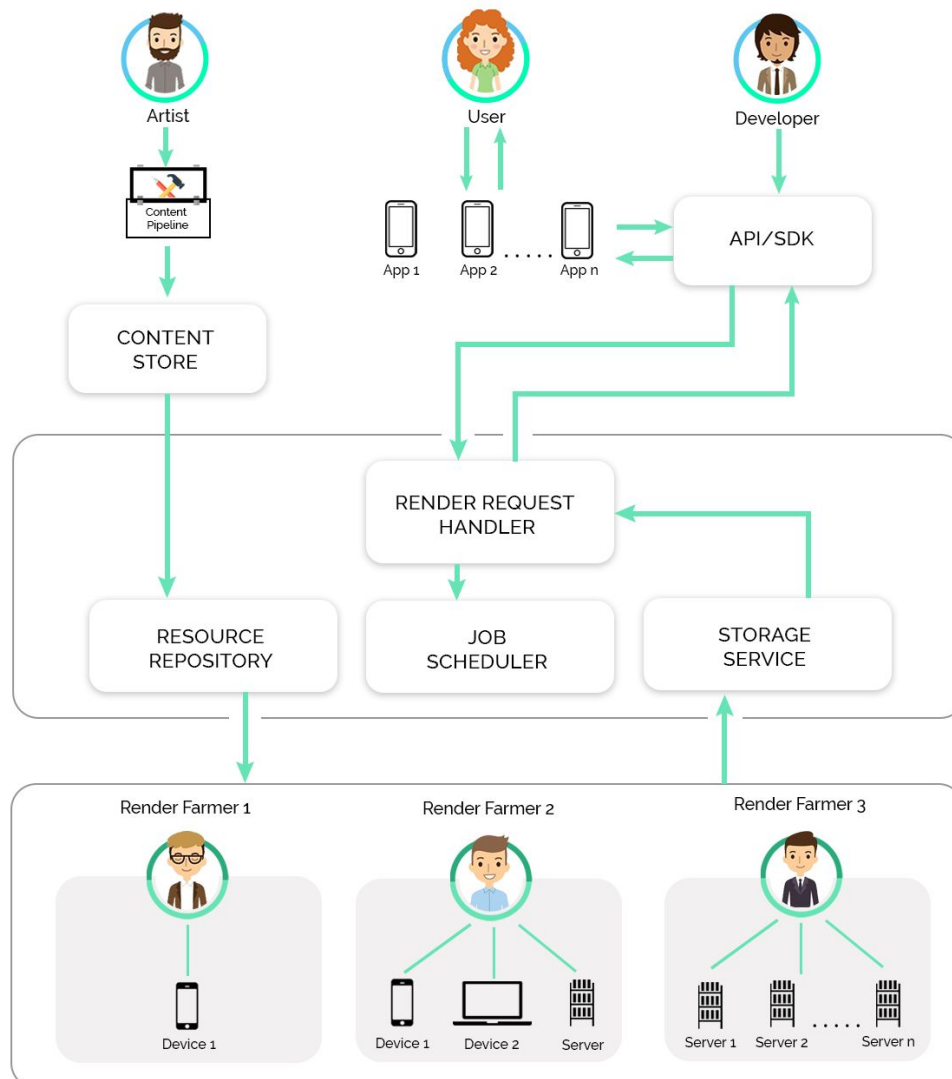 Artist
User
Developer
Content
Pipeline
App 1
App 2
.....
App n
API/SDK
CONTENT
STORE
RENDER REQUEST
HANDLER
RESOURCE
REPOSITORY
JOB
SCHEDULER
STORAGE
SERVICE
Render Farmer 1
Render Farmer 2
Render Farmer 3
Device 1
Device 1
Device 2
Server
Server 1
Server 2
.....
Server n